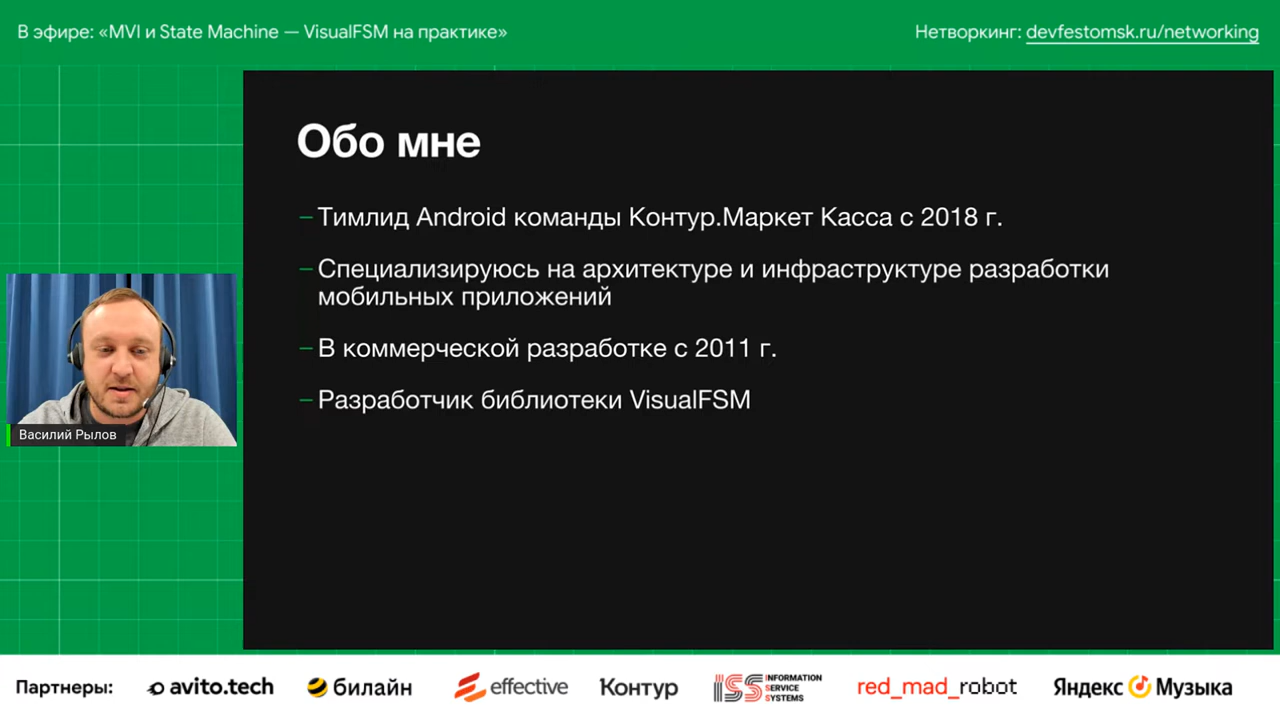 В эфире: «MVI и State Machine — VisualFSM на практике»
Нетворкинг: devfestomsk.ru/networking
Обо мне
– Тимлид Android команды Контур.Маркет Касса с 2018 г.
– Специализируюсь на архитектуре и инфраструктуре разработки
мобильных приложений
– В коммерческой разработке с 2011 г.
– Разработчик библиотеки VisualFSM
Василий Рылов
Партнеры: avito.tech билайн effective Контур ISS INFORMATION SERVICE SYSTEMS red_mad_robot Яндекс Музыка